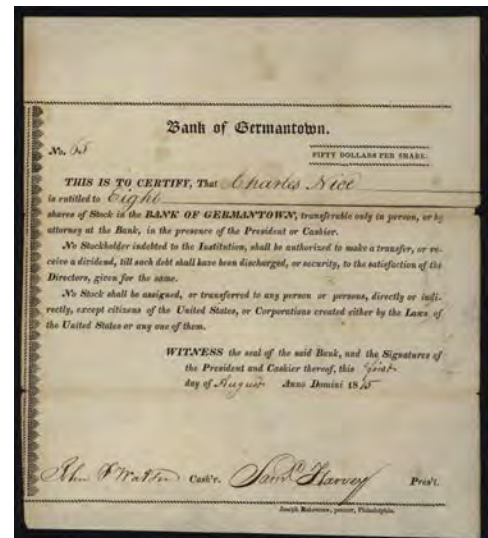 Bank of Germantown.
No. 65
FIFTY DOLLARS PER SHARE.
THIS IS TO CERTIFY, That Charles Nice
is entitled to Eight
shares of Stock in the BANK OF GERMANTOWN, transferable only in person, or by
attorney at the Bank, in the presence of the President or Cashier.
No Stockholder indebted to the Institution, shall be authorized to make a transfer, or re-
ceive a dividend, till such debt shall have been discharged, or security, to the satisfaction of the
Directors, given for the same.
No Stock shall be assigned, or transferred to any person or persons, directly or indi-
rectly, except citizens of the United States, or Corporations created either by the Laws of
the United States or any one of them.
WITNESS the seal of the said Bank, and the Signatures of
the President and Cashier thereof, this first
day of August Anno Domini 1815
John F Watson Cash'r. Saml Harvey Pres't.
Joseph Rakestraw, printer, Philadelphia.